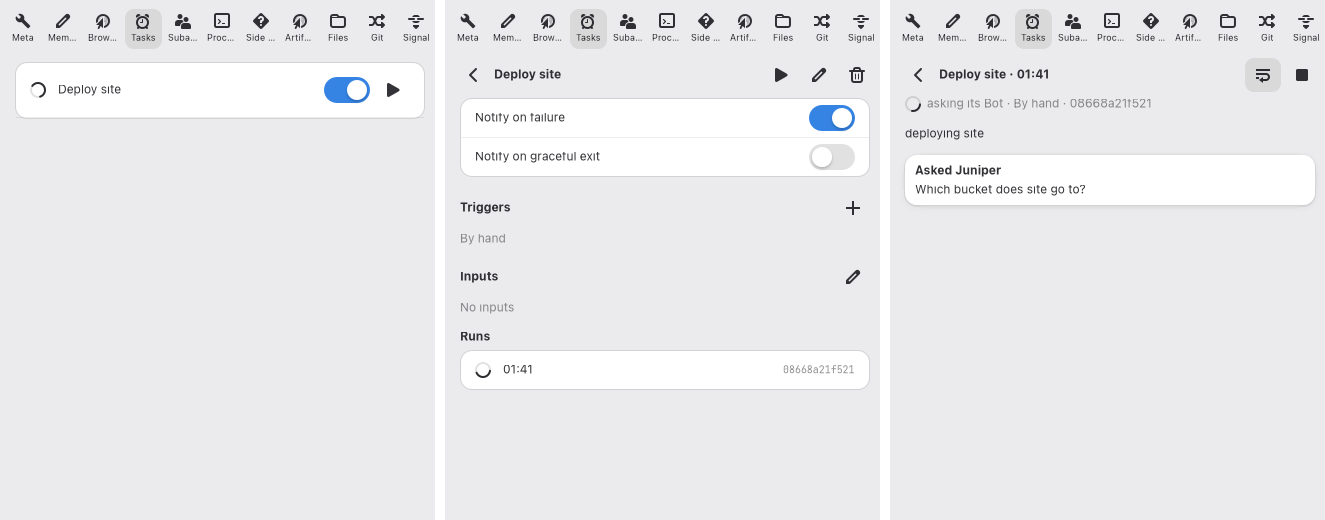 Meta Mem... Brow... Tasks Suba... Proc... Side ... Artif... Files Git Signal
Deploy site
Meta Mem... Brow... Tasks Suba... Proc... Side ... Artif... Files Git Signal
Deploy site
Notify on failure
Notify on graceful exit
Triggers
By hand
Inputs
No inputs
Runs
01:41 08668a21f521
Meta Mem... Brow... Tasks Suba... Proc... Side ... Artif... Files Git Signal
Deploy site · 01:41
asking its Bot · By hand · 08668a21f521
deploying site
Asked Juniper
Which bucket does site go to?